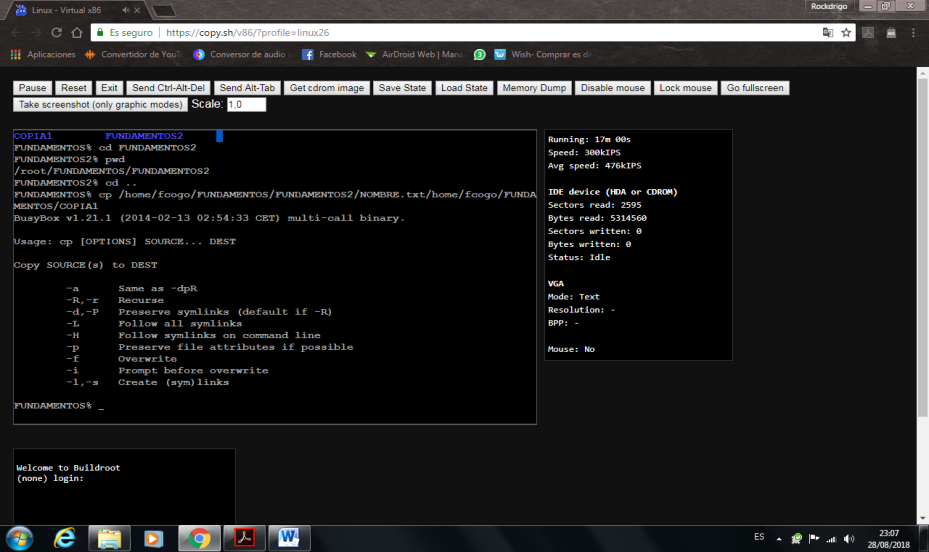 Linux - Virtual x86
Rockdrigo
Es seguro
https://copy.sh/v86/?profile=linux26
Aplicaciones
Convertidor de YouT
Conversor de audio
Facebook
AirDroid Web | Mana
Wish- Comprar es di
Pause Reset Exit Send Ctrl-Alt-Del Send Alt-Tab Get cdrom image Save State Load State Memory Dump Disable mouse Lock mouse Go fullscreen
Take screenshot (only graphic modes) Scale: 1,0
COPIA1 FUNDAMENTOS2
FUNDAMENTOS% cd FUNDAMENTOS2
FUNDAMENTOS2% pwd
/root/FUNDAMENTOS/FUNDAMENTOS2
FUNDAMENTOS2% cd ..
FUNDAMENTOS% cp /home/fcogo/FUNDAMENTOS/FUNDAMENTOS2/NOMBRE.txt/home/fcogo/FUNDA
MENTOS/COPIA1
BusyBox v1.21.1 (2014-02-13 02:54:33 CET) multi-call binary.
Usage: cp [OPTIONS] SOURCE... DEST
Copy SOURCE(s) to DEST
-a Same as -dpR
-R,-r Recurse
-d,-P Preserve symlinks (default if -R)
-L Follow all symlinks
-H Follow symlinks on command line
-p Preserve file attributes if possible
-f Overwrite
-i Prompt before overwrite
-l,-s Create (sym)links
FUNDAMENTOS% _
Running: 17m 00s
Speed: 300kIPS
Avg speed: 476kIPS
IDE device (HDA or CDROM)
Sectors read: 2595
Bytes read: 5314560
Sectors written: 0
Bytes written: 0
Status: Idle
VGA
Mode: Text
Resolution: -
BPP: -
Mouse: No
Welcome to Buildroot
(none) login:
ES
23:07
28/08/2018